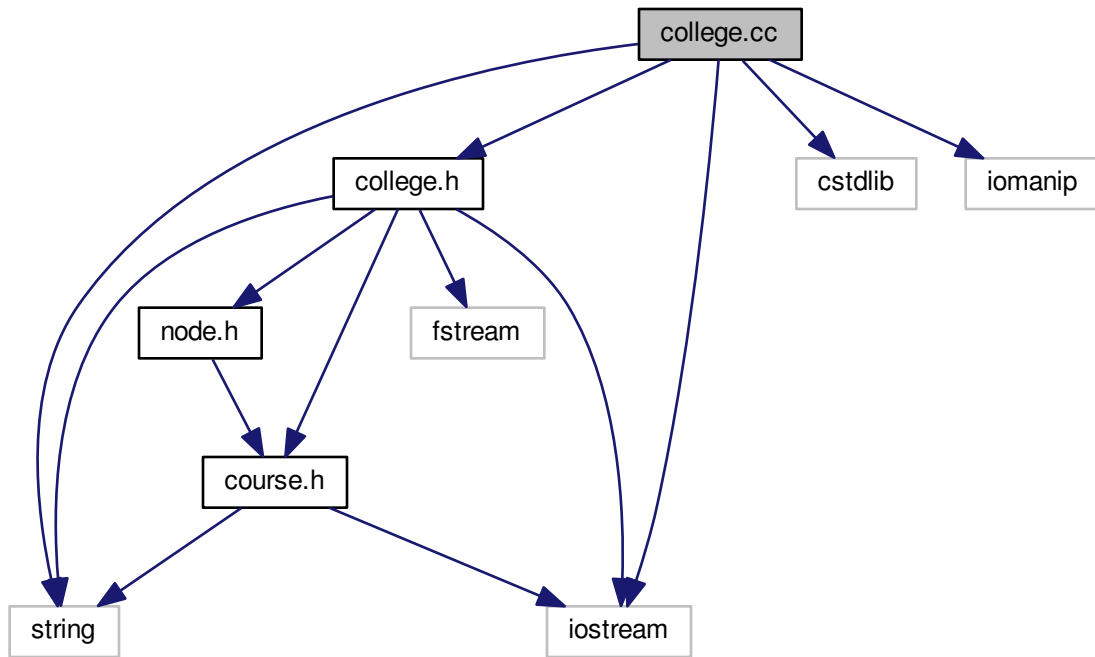 college.cc
college.h
cstdlib
iomanip
node.h
fstream
course.h
string
iostream